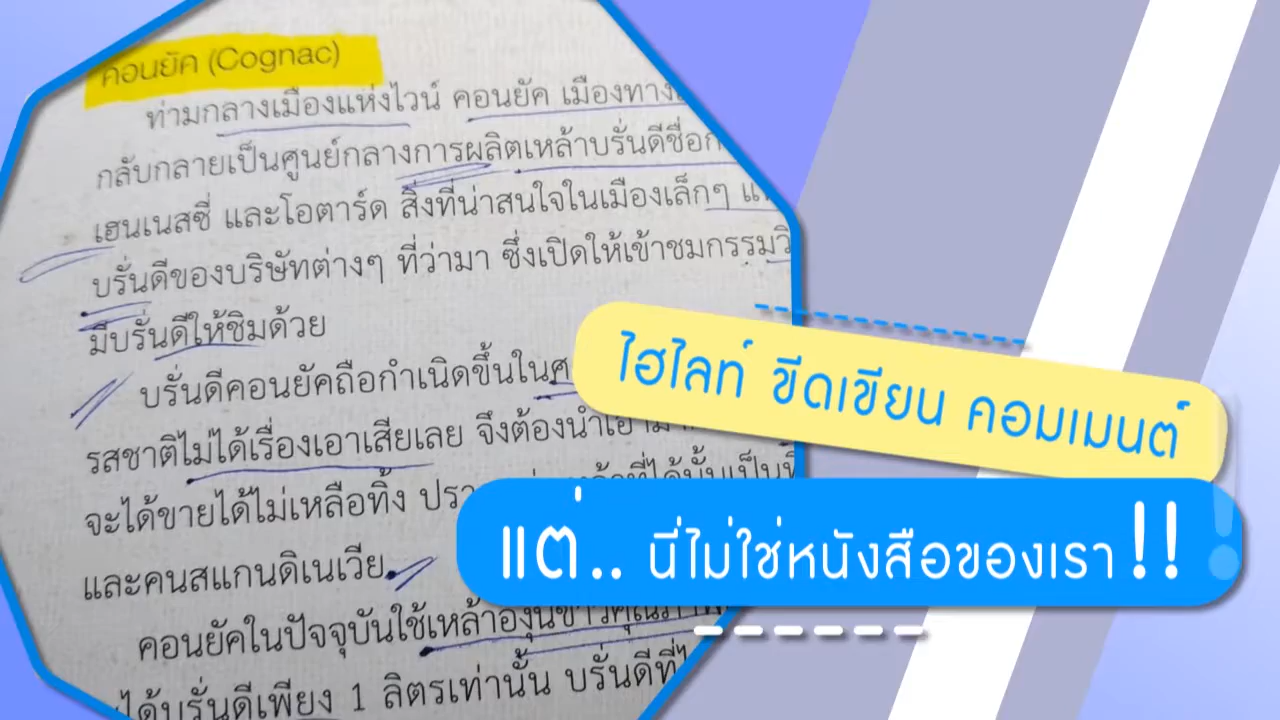 คอนยัค (Cognac)
ท่ามกลางเมืองแห่งไวน์ คอนยัค เมืองทาง
กลับกลายเป็นศูนย์กลางการผลิตเหล้าบรั่นดีชื่อก
เฮนเนสซี่ และโอตาร์ด สิ่งที่น่าสนใจในเมืองเล็กๆ
บรั่นดีของบริษัทต่างๆ ที่ว่ามา ซึ่งเปิดให้เข้าชมกรรมวิ
มีบรั่นดีให้ชิมด้วย
บรั่นดีคอนยัคถือกำเนิดขึ้นใน
รสชาติไม่ได้เรื่องเอาเสียเลย จึงต้องนำ
จะได้ขายได้ไม่เหลือทิ้ง
และคนสแกนดิเนเวีย
คอนยัคในปัจจุบันใช้เหล้าองุ่นขาวคุณภาพ
ได้บรั่นดีเพียง 1 ลิตรเท่านั้น บรั่นดีที่
ไฮไลท์ ขีดเขียน คอมเมนต์
แต่.. นี่ไม่ใช่หนังสือของเรา !!